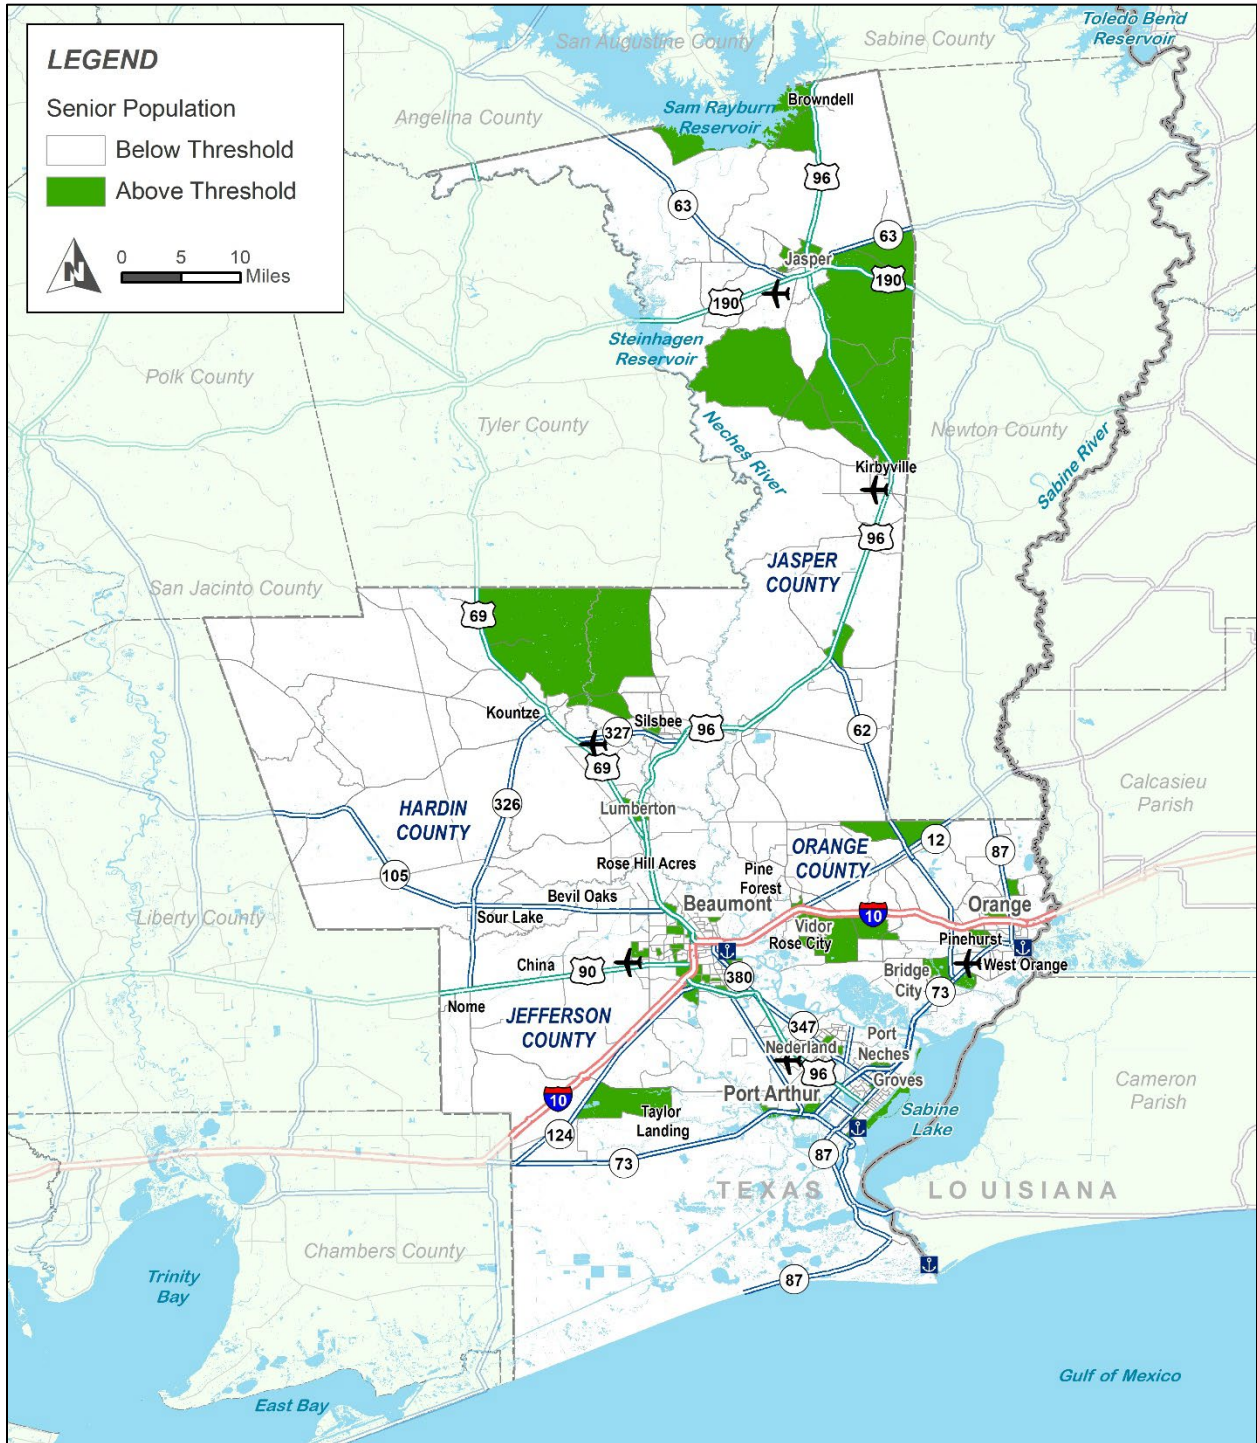 LEGEND
Senior Population
Below Threshold
Above Threshold
N
0 5 10
Miles
San Augustine County
Sabine County
Toledo Bend
Reservoir
Angelina County
Sam Rayburn
Reservoir
Browndell
96
63
63
Jasper
190
190
Steinhagen
Reservoir
Polk County
Tyler County
Neches River
Newton County
Sabine River
Kirbyville
96
JASPER
COUNTY
San Jacinto County
69
Kountze
Silsbee
327
96
62
69
Calcasieu
Parish
HARDIN
COUNTY
326
Lumberton
ORANGE
COUNTY
12
87
105
Rose Hill Acres
Pine
Forest
Bevil Oaks
Beaumont
Orange
Liberty County
Sour Lake
10
Vidor
Rose City
Pinehurst
West Orange
China
90
380
Bridge
City
73
Nome
JEFFERSON
COUNTY
347
Nederland
Port
Neches
96
Groves
10
Port Arthur
Sabine
Lake
Cameron
Parish
Taylor
Landing
124
73
87
TEXAS
LOUISIANA
Chambers County
Trinity
Bay
87
East Bay
Gulf of Mexico